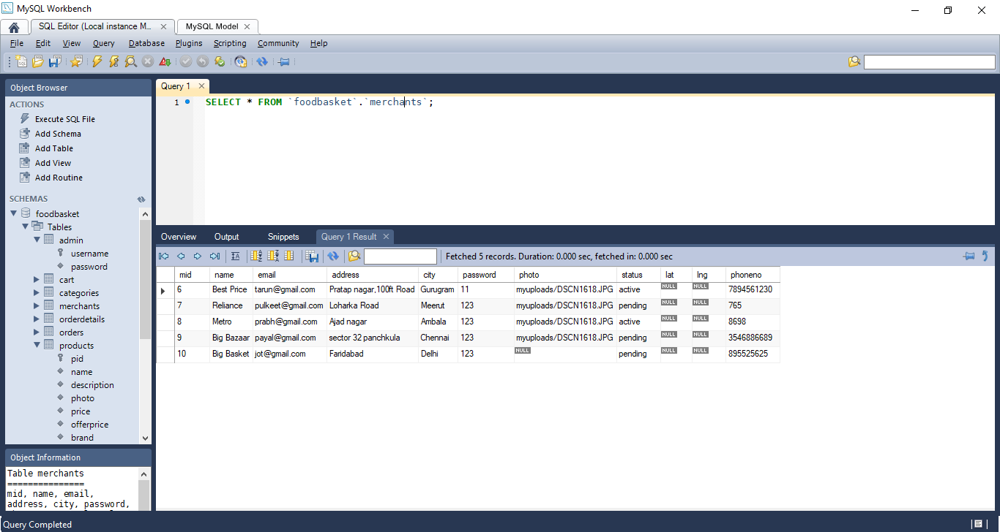 MySQL Workbench
SQL Editor (Local instance M...
MySQL Model
File Edit View Query Database Plugins Scripting Community Help
Object Browser
ACTIONS
Execute SQL File
Add Schema
Add Table
Add View
Add Routine
SCHEMAS
foodbasket
Tables
admin
username
password
cart
categories
merchants
orderdetails
orders
products
pid
name
description
photo
price
offerprice
brand
Object Information
Table merchants
===============
mid, name, email,
address, city, password,
Query 1
1 SELECT * FROM `foodbasket`.`merchants`;
Overview Output Snippets Query 1 Result
Fetched 5 records. Duration: 0.000 sec, fetched in: 0.000 sec
mid name email address city password photo status lat lng phoneno
6 Best Price tarun@gmail.com Pratap nagar,100ft Road Gurugram 11 myuploads/DSCN1618.JPG active NULL NULL 7894561230
7 Reliance pulkeet@gmail.com Loharka Road Meerut 123 myuploads/DSCN1618.JPG pending NULL NULL 765
8 Metro prabh@gmail.com Ajad nagar Ambala 123 myuploads/DSCN1618.JPG active NULL NULL 8698
9 Big Bazaar payal@gmail.com sector 32 panchkula Chennai 123 myuploads/DSCN1618.JPG pending NULL NULL 3546886689
10 Big Basket jot@gmail.com Faridabad Delhi 123 NULL pending NULL NULL 895525625
Query Completed